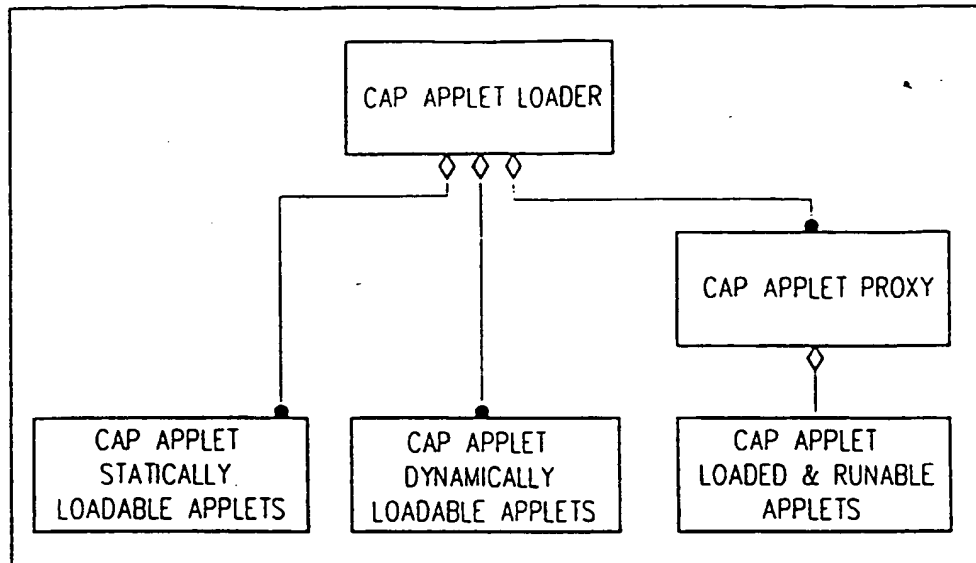 CAP APPLET LOADER
CAP APPLET PROXY
CAP APPLET
STATICALLY
LOADABLE APPLETS
CAP APPLET
DYNAMICALLY
LOADABLE APPLETS
CAP APPLET
LOADED & RUNABLE
APPLETS